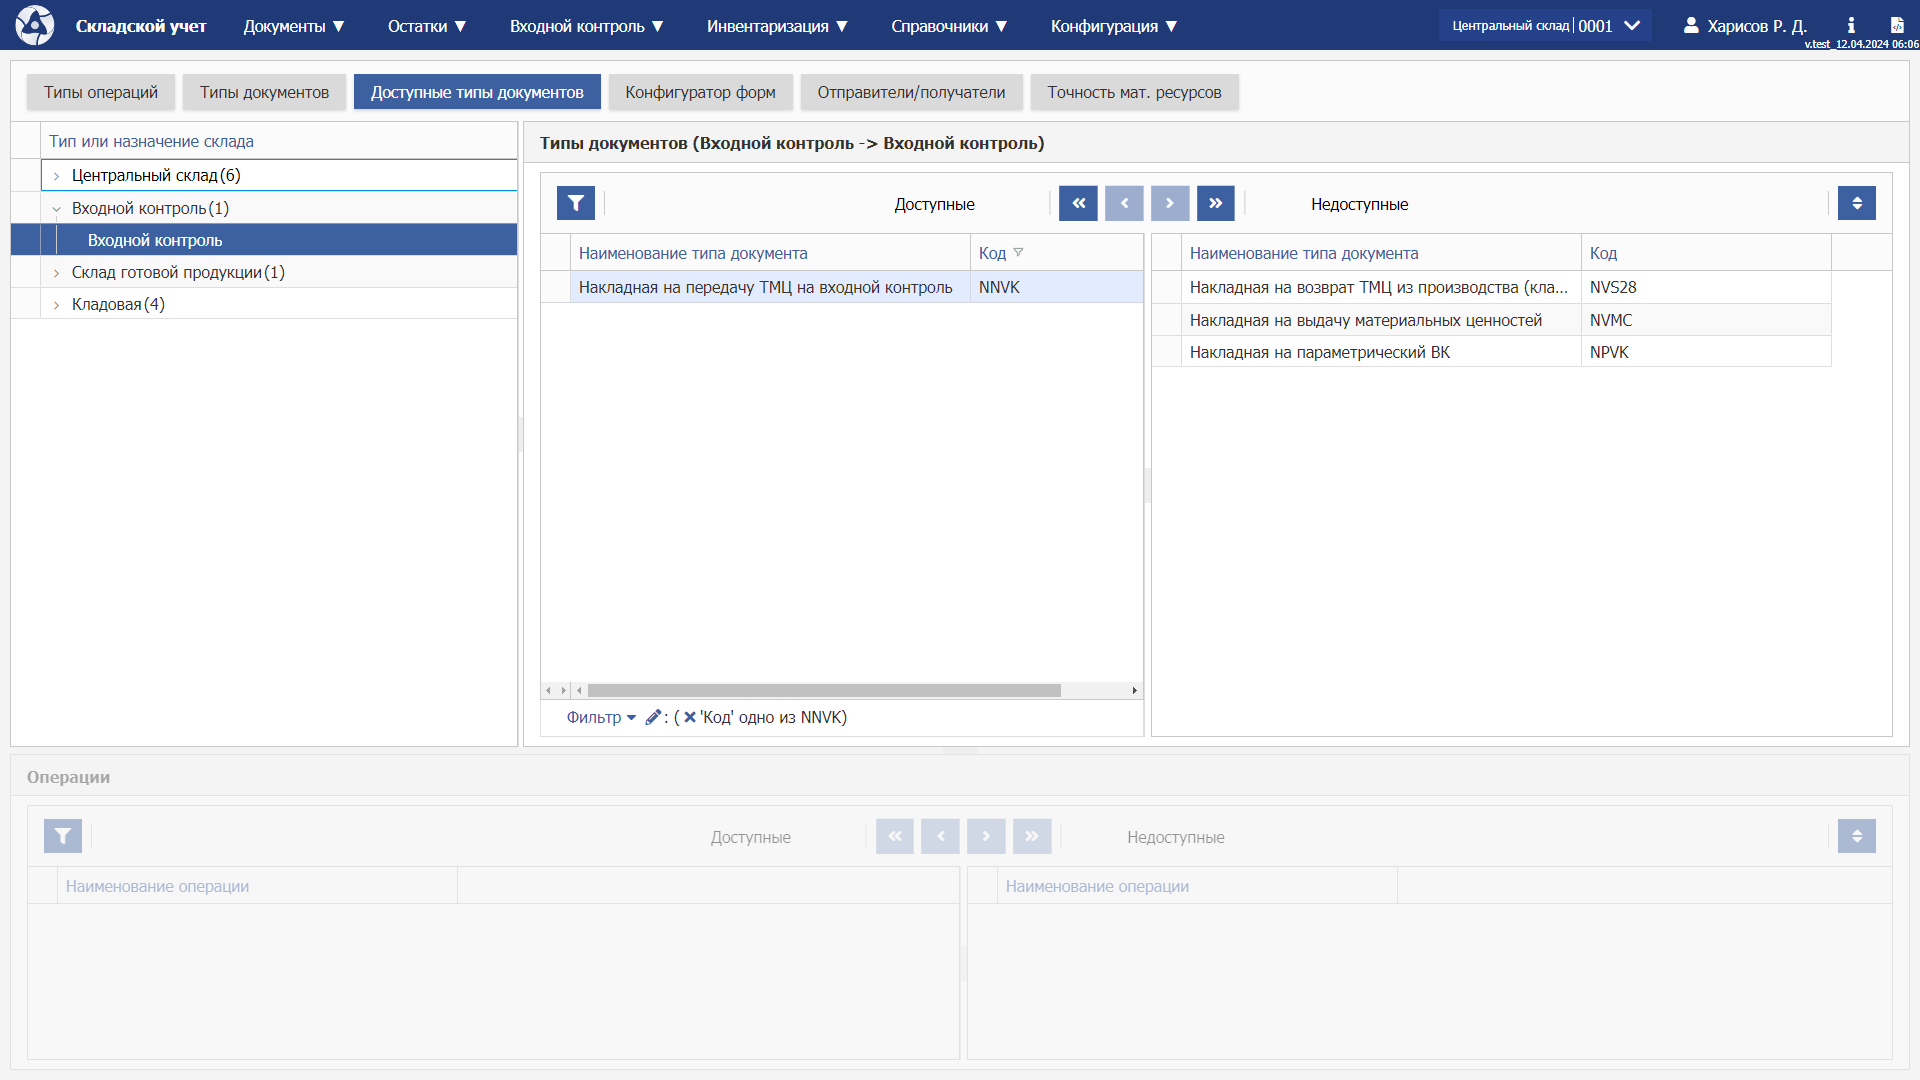 Складской учет Документы ▼ Остатки ▼ Входной контроль ▼ Инвентаризация ▼ Справочники ▼ Конфигурация ▼ Центральный склад | 0001 Харисов Р. Д.
v.test_12.04.2024 06:06
Типы операций Типы документов Доступные типы документов Конфигуратор форм Отправители/получатели Точность мат. ресурсов
Тип или назначение склада
Центральный склад (6)
Входной контроль (1)
Входной контроль
Склад готовой продукции (1)
Кладовая (4)
Типы документов (Входной контроль -> Входной контроль)
Доступные Недоступные
Наименование типа документа Код
Накладная на передачу ТМЦ на входной контроль NNVK
Фильтр : ( 'Код' одно из NNVK)
Наименование типа документа Код
Накладная на возврат ТМЦ из производства (кла... NVS28
Накладная на выдачу материальных ценностей NVMC
Накладная на параметрический ВК NPVK
Операции
Доступные Недоступные
Наименование операции Наименование операции